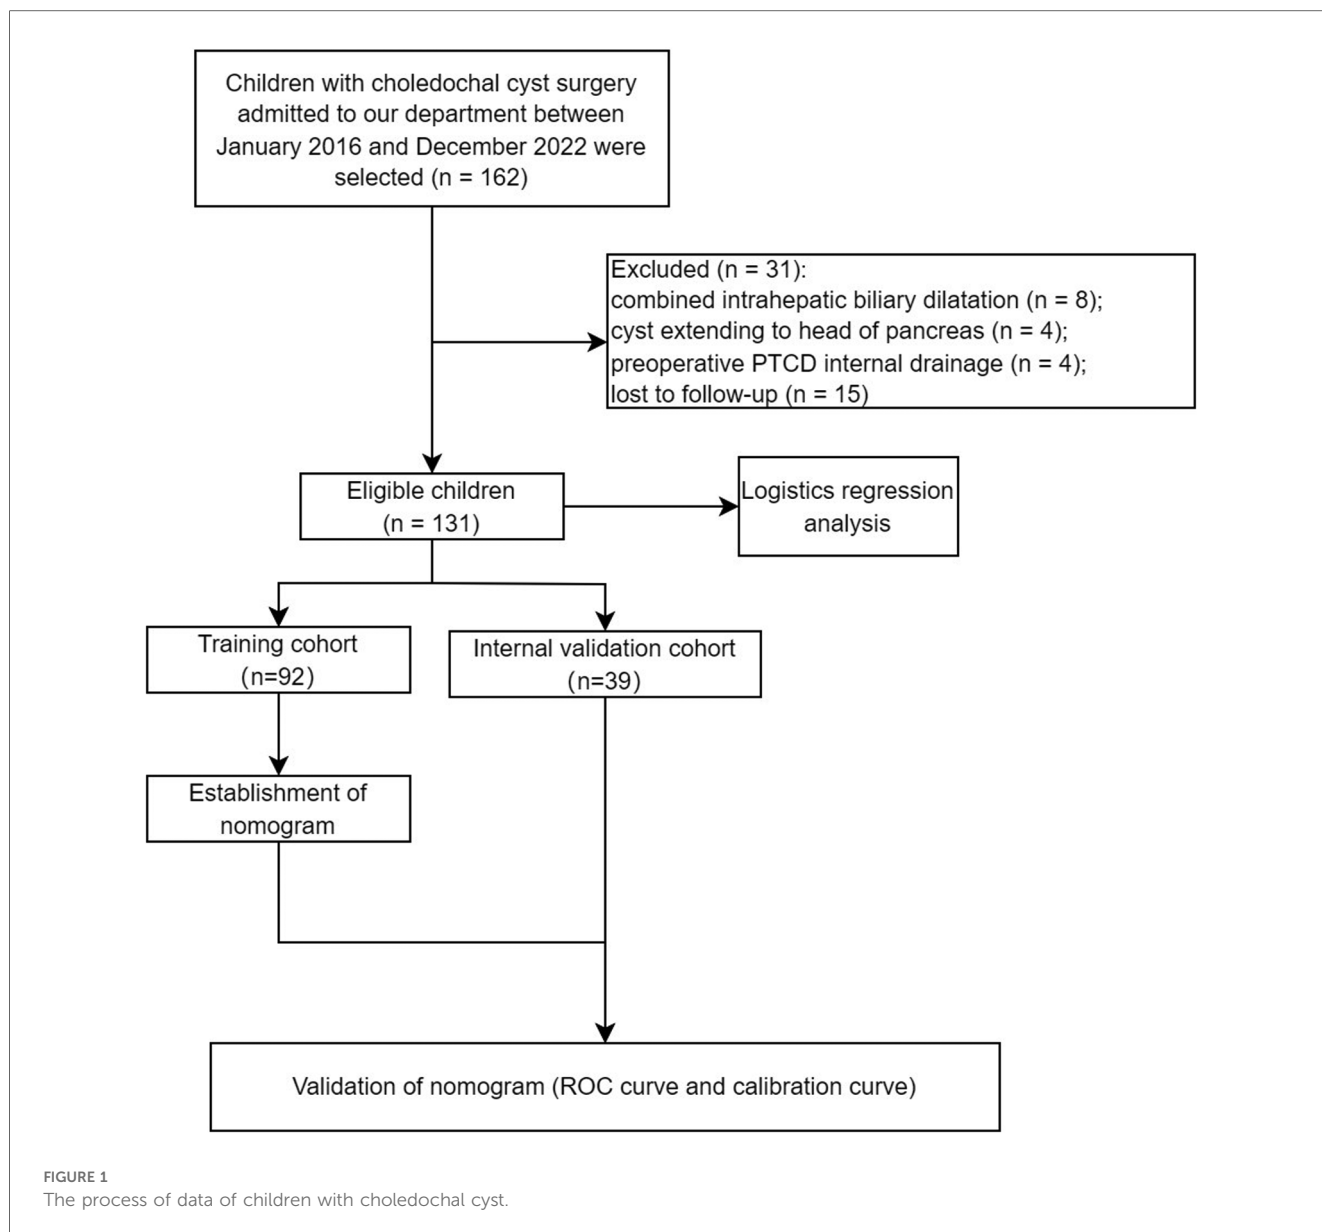 Children with choledochal cyst surgery
admitted to our department between
January 2016 and December 2022 were
selected (n = 162)
Excluded (n = 31):
combined intrahepatic biliary dilatation (n = 8);
cyst extending to head of pancreas (n = 4);
preoperative PTCD internal drainage (n = 4);
lost to follow-up (n = 15)
Eligible children
(n = 131)
Logistics regression
analysis
Training cohort
(n=92)
Internal validation cohort
(n=39)
Establishment of
nomogram
Validation of nomogram (ROC curve and calibration curve)
FIGURE 1
The process of data of children with choledochal cyst.